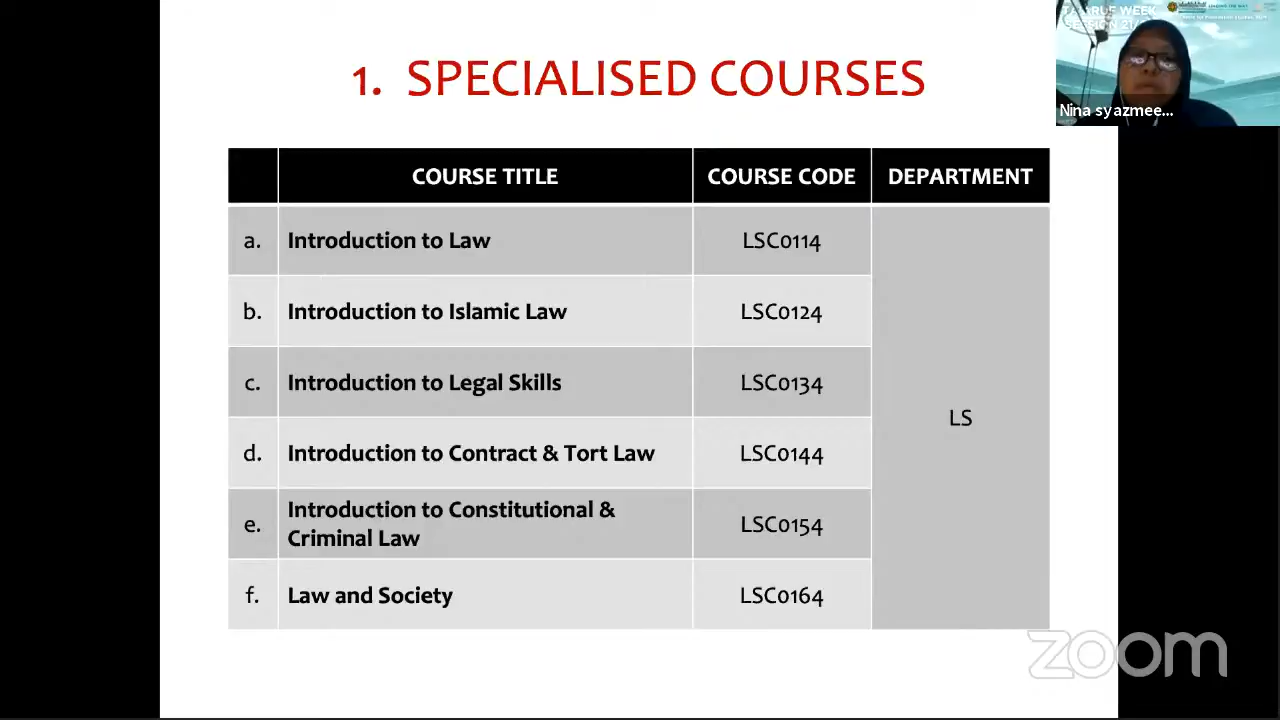 1. SPECIALISED COURSES
COURSE TITLE COURSE CODE DEPARTMENT
a. Introduction to Law LSC0114
b. Introduction to Islamic Law LSC0124
c. Introduction to Legal Skills LSC0134
LS
d. Introduction to Contract & Tort Law LSC0144
e. Introduction to Constitutional &
Criminal Law LSC0154
f. Law and Society LSC0164
WEEK
Nina syazmee...
zoom